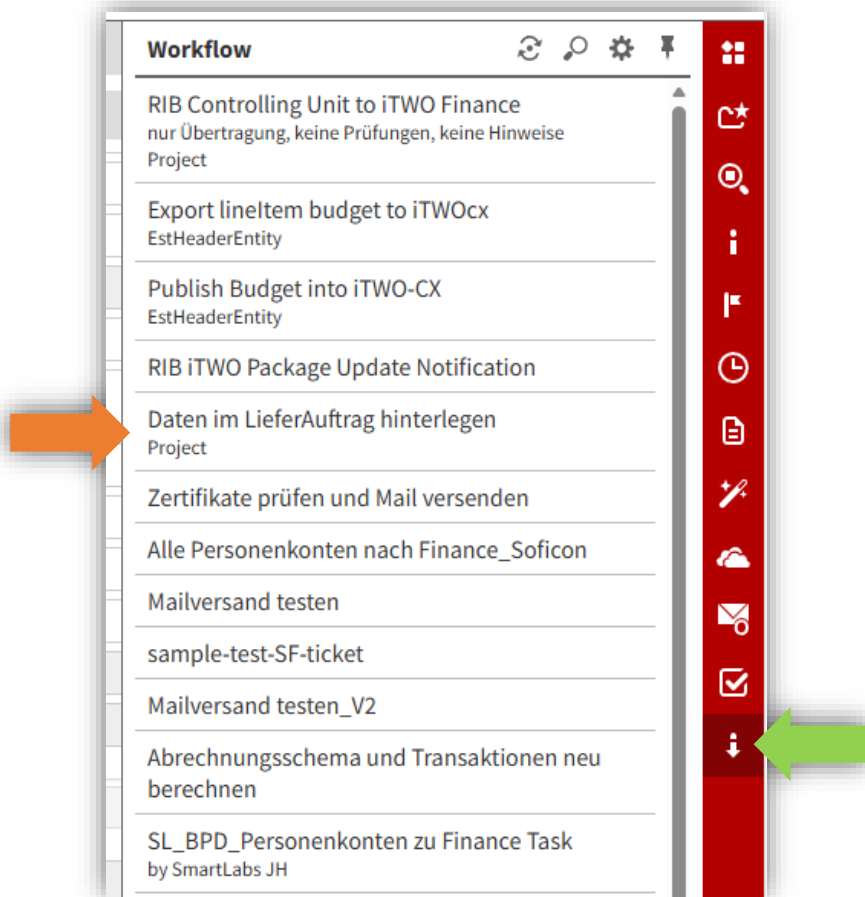 Workflow
RIB Controlling Unit to iTWO Finance
nur Übertragung, keine Prüfungen, keine Hinweise
Project
Export lineItem budget to iTWOcx
EstHeaderEntity
Publish Budget into iTWO-CX
EstHeaderEntity
RIB iTWO Package Update Notification
Daten im LieferAuftrag hinterlegen
Project
Zertifikate prüfen und Mail versenden
Alle Personenkonten nach Finance_Soficon
Mailversand testen
sample-test-SF-ticket
Mailversand testen_V2
Abrechnungsschema und Transaktionen neu
berechnen
SL_BPD_Personenkonten zu Finance Task
by SmartLabs JH